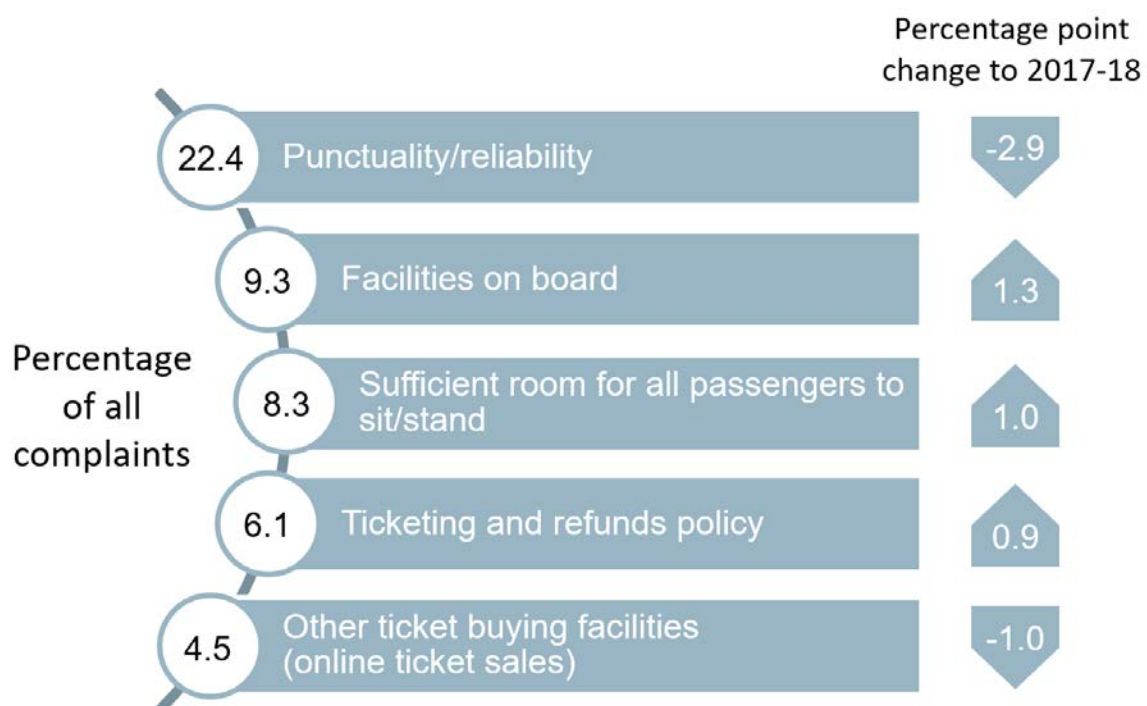 Percentage point
change to 2017-18
22.4
Punctuality/reliability
-2.9
9.3
Facilities on board
1.3
Percentage
of all
complaints
8.3
Sufficient room for all passengers to
sit/stand
1.0
6.1
Ticketing and refunds policy
0.9
4.5
Other ticket buying facilities
(online ticket sales)
-1.0